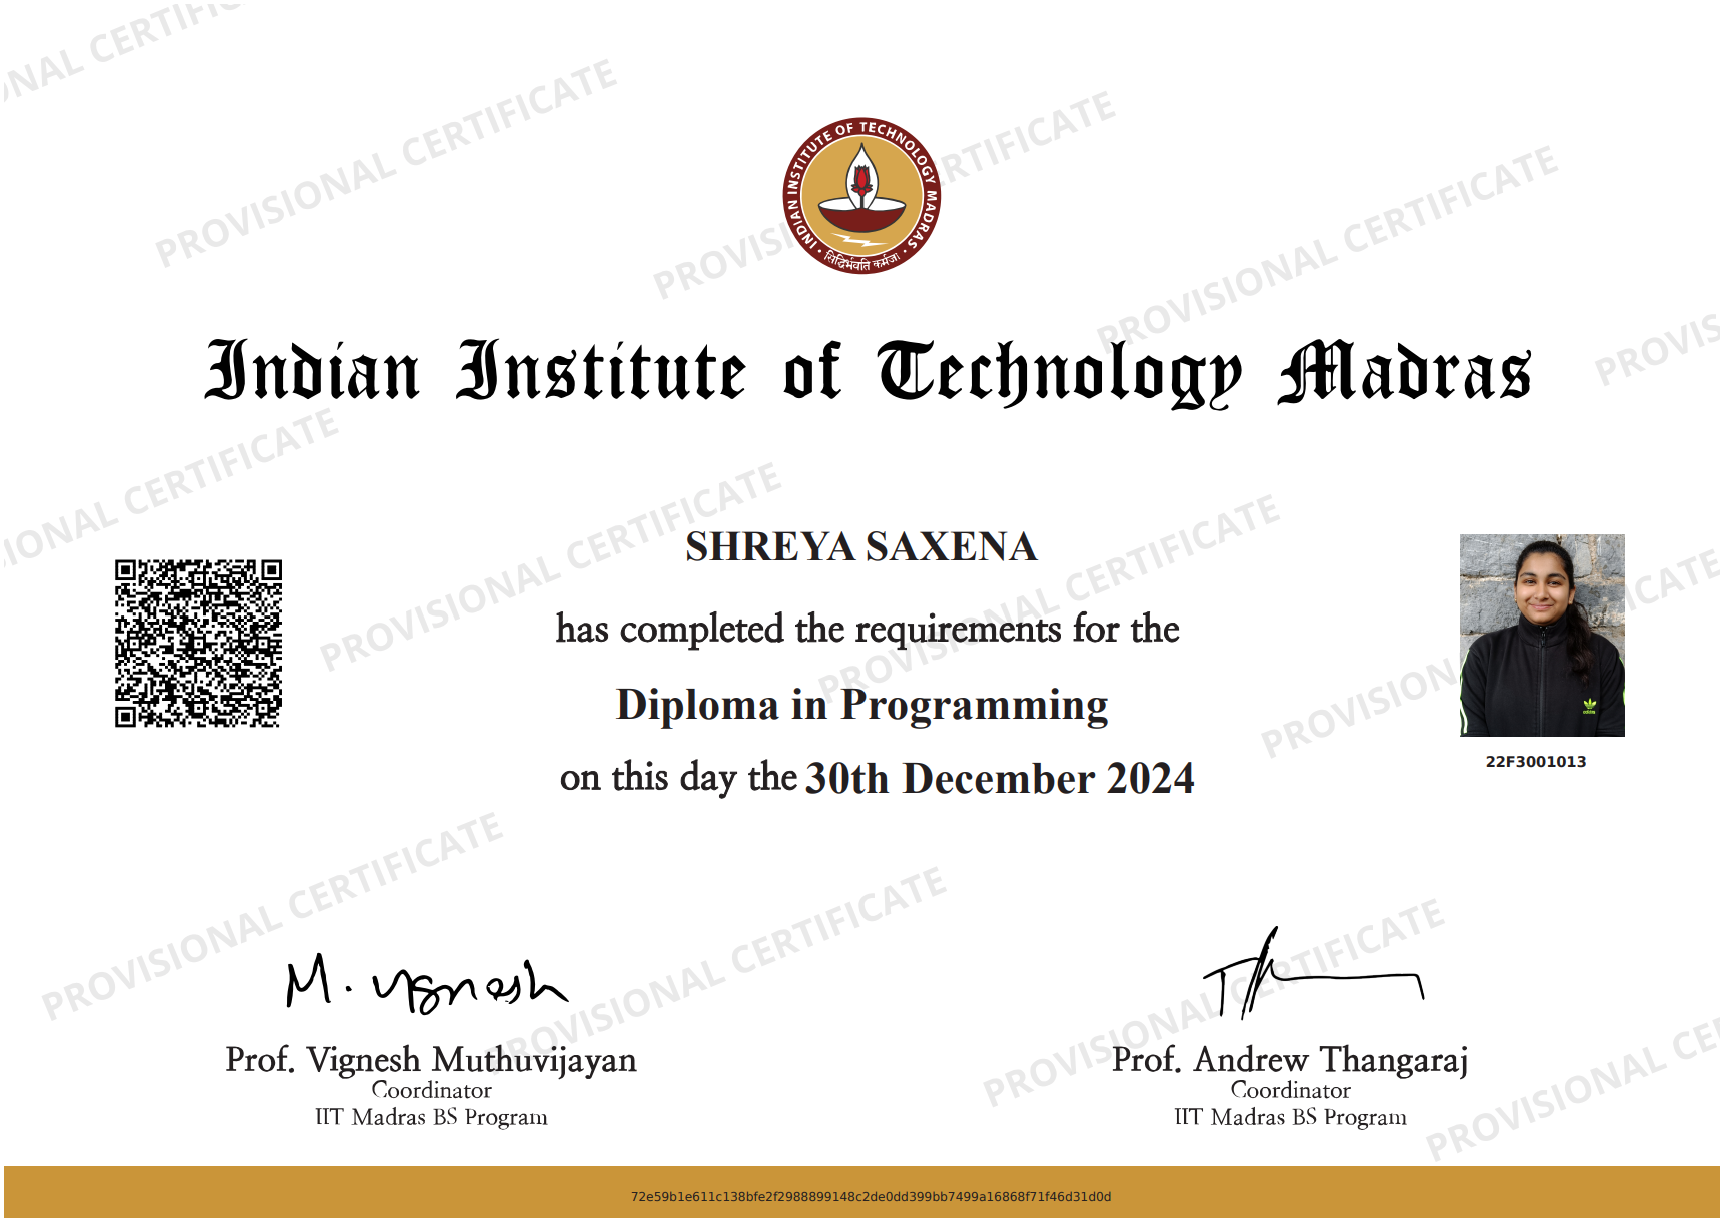 INDIAN INSTITUTE OF TECHNOLOGY MADRAS
सिद्धिर्भवति कर्मजा
Indian Institute of Technology Madras
SHREYA SAXENA
has completed the requirements for the
Diploma in Programming
on this day the 30th December 2024
adidas
22F3001013
M. Vignesh
Prof. Vignesh Muthuvijayan
Coordinator
IIT Madras BS Program
Prof. Andrew Thangaraj
Coordinator
IIT Madras BS Program
72e59b1e611c138bfe2f2988899148c2de0dd399bb7499a16868f71f46d31d0d
PROVISIONAL CERTIFICATE